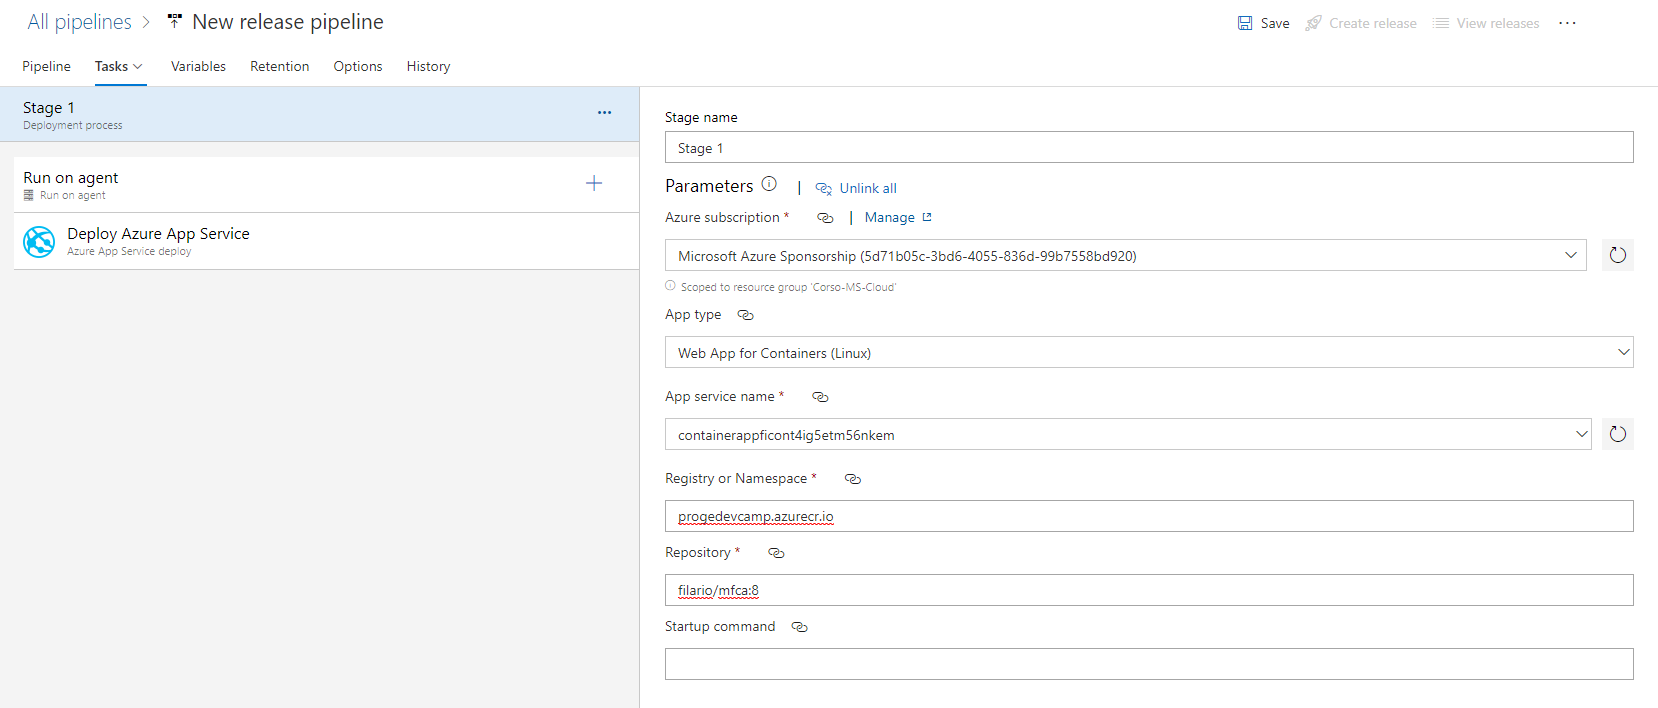 All pipelines > New release pipeline
Save Create release View releases ...
Pipeline Tasks Variables Retention Options History
Stage 1
Deployment process
...
Run on agent
Run on agent
Deploy Azure App Service
Azure App Service deploy
Stage name
Stage 1
Parameters | Unlink all
Azure subscription * | Manage
Microsoft Azure Sponsorship (5d71b05c-3bd6-4055-836d-99b7558bd920)
Scoped to resource group 'Corso-MS-Cloud'
App type
Web App for Containers (Linux)
App service name *
containerappficont4ig5etm56nkem
Registry or Namespace *
progedevcamp.azurecr.io
Repository *
filario/mfca:8
Startup command